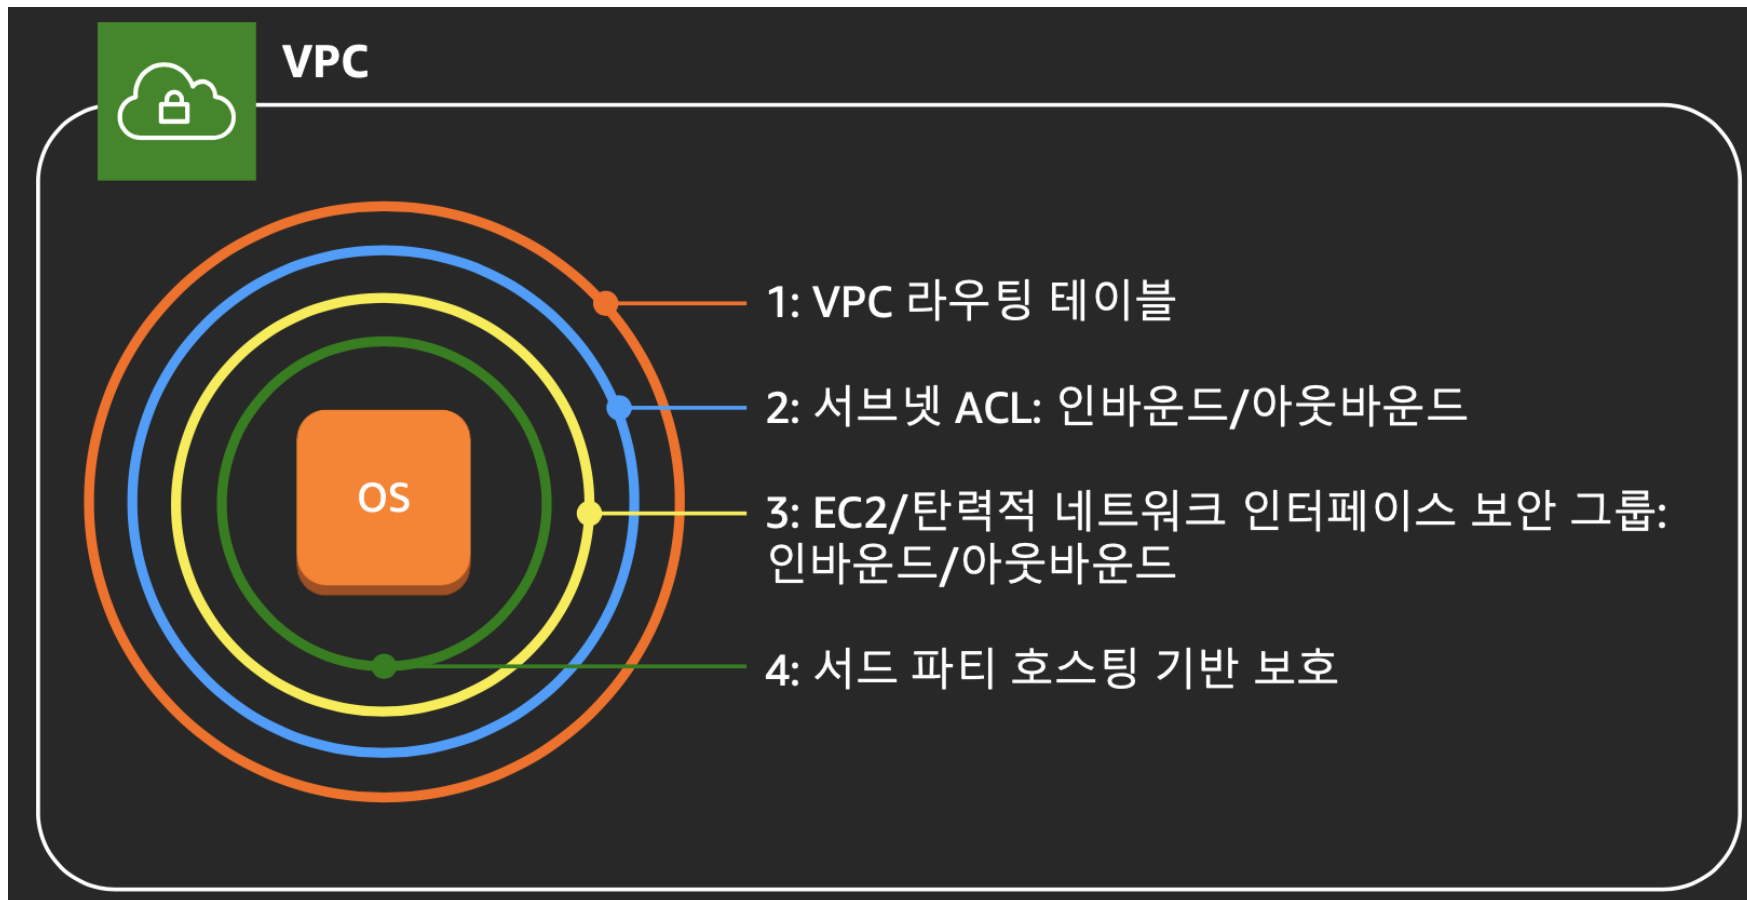 VPC
1: VPC 라우팅 테이블
2: 서브넷 ACL: 인바운드/아웃바운드
OS
3: EC2/탄력적 네트워크 인터페이스 보안 그룹:
인바운드/아웃바운드
4: 서드 파티 호스팅 기반 보호